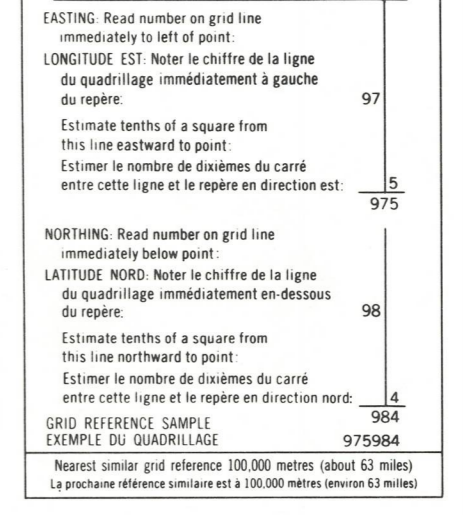 EASTING: Read number on grid line
immediately to left of point:
LONGITUDE EST: Noter le chiffre de la ligne
du quadrillage immédiatement à gauche
du repère: 97
Estimate tenths of a square from
this line eastward to point:
Estimer le nombre de dixièmes du carré
entre cette ligne et le repère en direction est: 5
975
NORTHING: Read number on grid line
immediately below point:
LATITUDE NORD: Noter le chiffre de la ligne
du quadrillage immédiatement en-dessous
du repère: 98
Estimate tenths of a square from
this line northward to point:
Estimer le nombre de dixièmes du carré
entre cette ligne et le repère en direction nord: 4
GRID REFERENCE SAMPLE 984
EXEMPLE DU QUADRILLAGE 975984
Nearest similar grid reference 100,000 metres (about 63 miles)
La prochaine référence similaire est à 100,000 mètres (environ 63 milles)